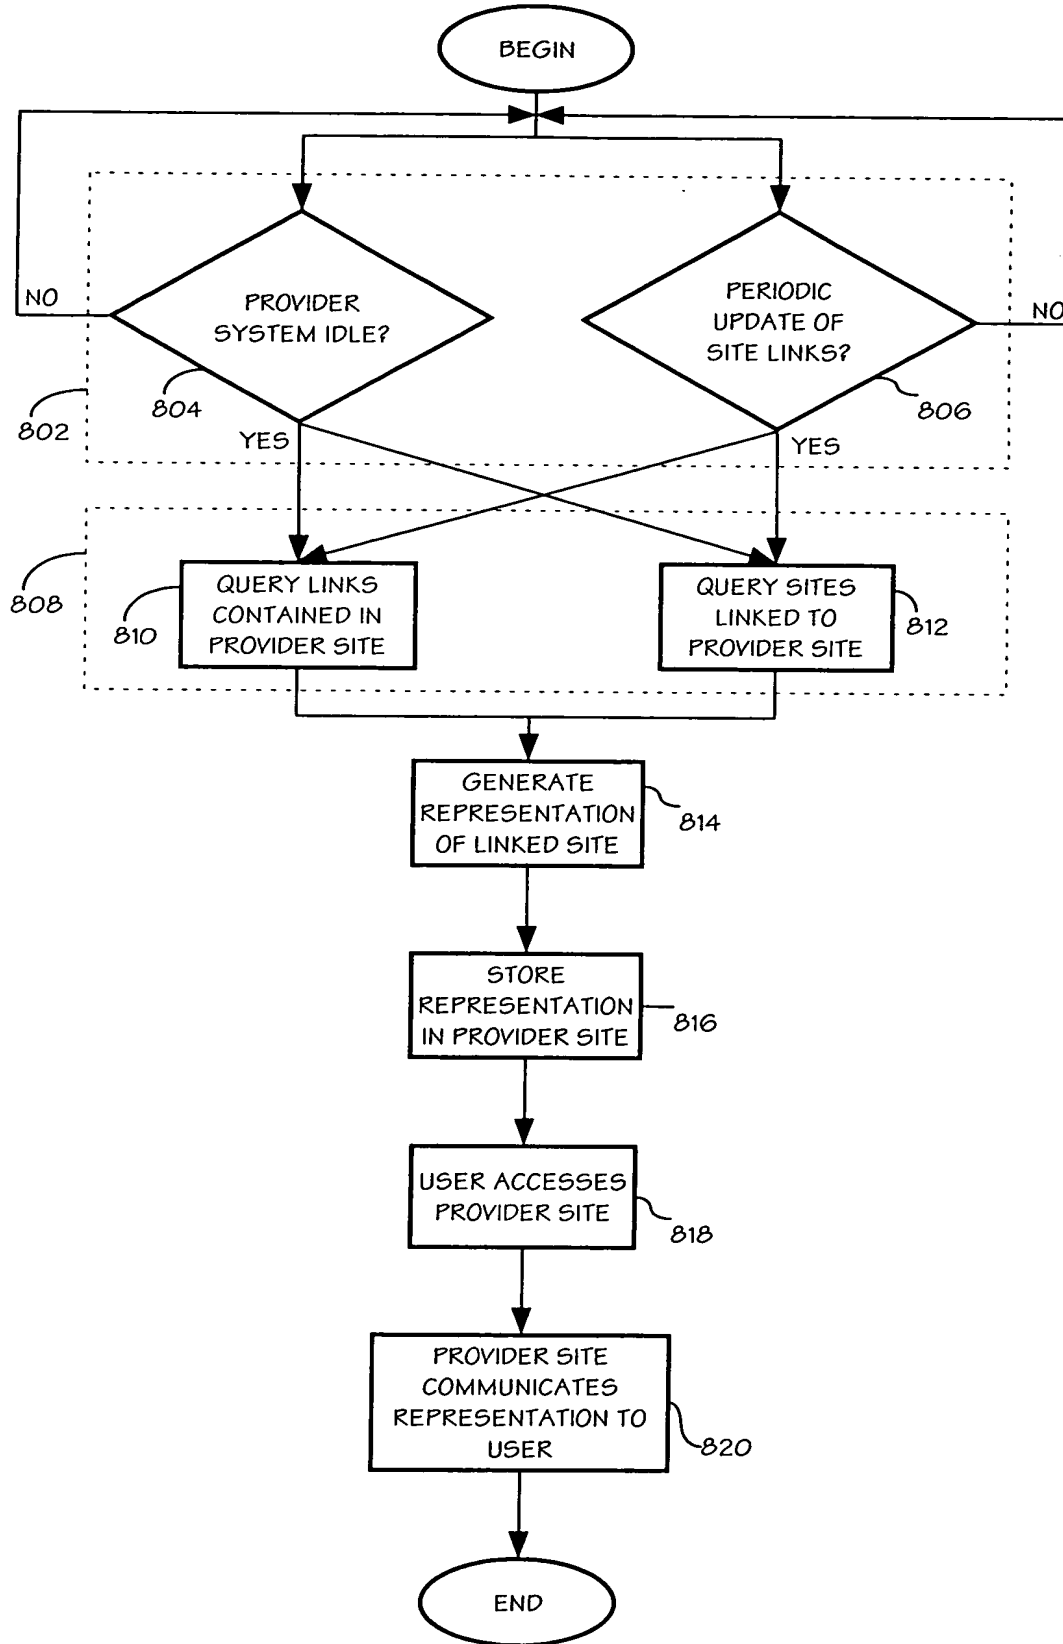 BEGIN
NO
PROVIDER
SYSTEM IDLE?
PERIODIC
UPDATE OF
SITE LINKS?
NO
802
804
806
YES
YES
808
810
QUERY LINKS
CONTAINED IN
PROVIDER SITE
QUERY SITES
LINKED TO
PROVIDER SITE
812
GENERATE
REPRESENTATION
OF LINKED SITE
814
STORE
REPRESENTATION
IN PROVIDER SITE
816
USER ACCESSES
PROVIDER SITE
818
PROVIDER SITE
COMMUNICATES
REPRESENTATION TO
USER
820
END